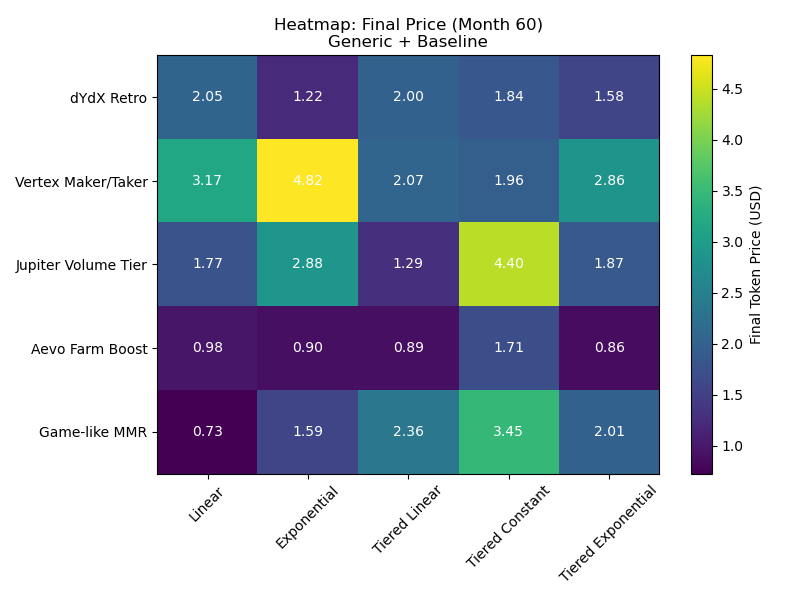 Heatmap: Final Price (Month 60)
Generic + Baseline
dYdX Retro
2.05 1.22 2.00 1.84 1.58
Vertex Maker/Taker
3.17 4.82 2.07 1.96 2.86
Jupiter Volume Tier
1.77 2.88 1.29 4.40 1.87
Aevo Farm Boost
0.98 0.90 0.89 1.71 0.86
Game-like MMR
0.73 1.59 2.36 3.45 2.01
Linear
Exponential
Tiered Linear
Tiered Constant
Tiered Exponential
4.5
4.0
3.5
3.0
2.5
2.0
1.5
1.0
Final Token Price (USD)